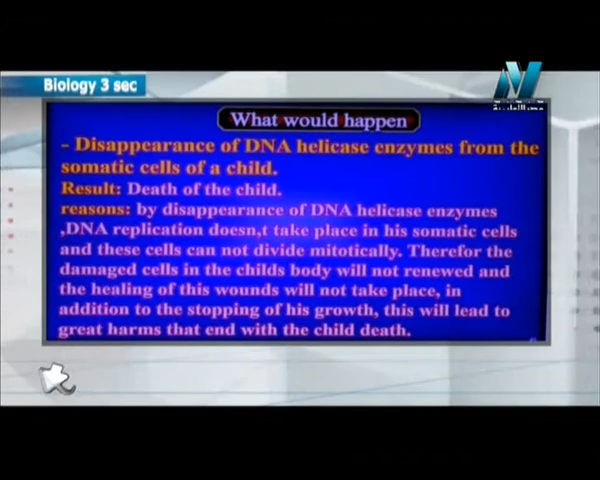 Biology 3 sec
What would happen
- Disappearance of DNA helicase enzymes from the
somatic cells of a child.
Result: Death of the child.
reasons: by disappearance of DNA helicase enzymes
,DNA replication doesn,t take place in his somatic cells
and these cells can not divide mitotically. Therefor the
damaged cells in the childs body will not renewed and
the healing of this wounds will not take place, in
addition to the stopping of his growth, this will lead to
great harms that end with the child death.